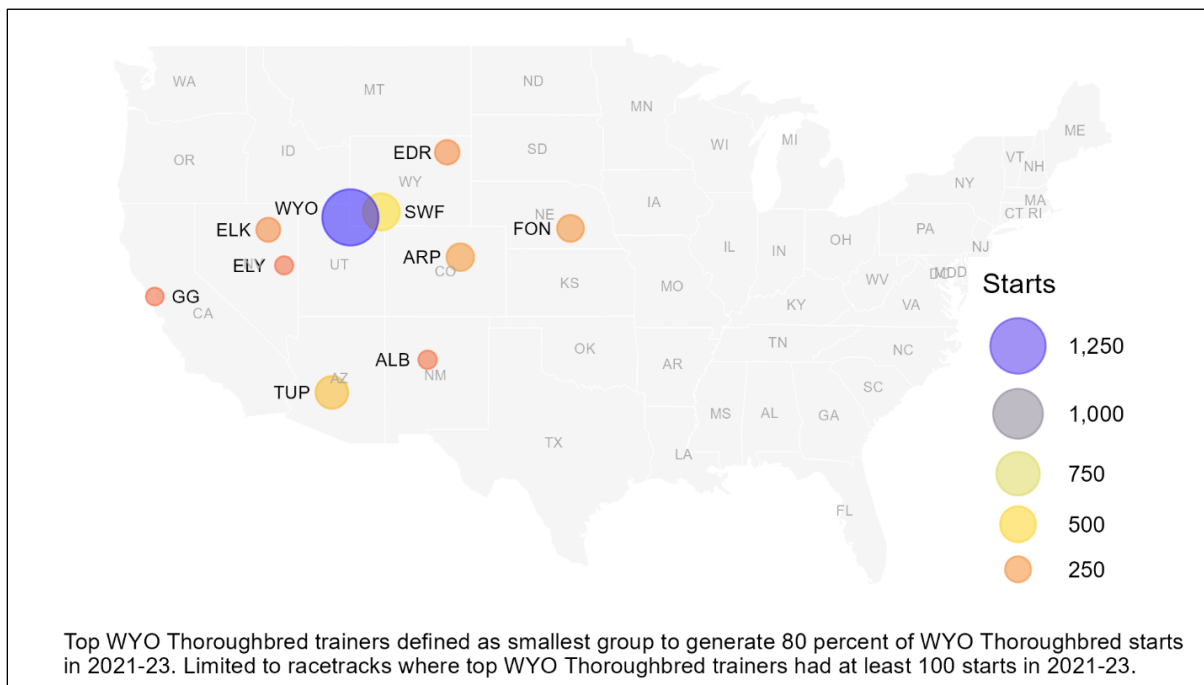 WA
MT
ND
MN
ME
OR
ID
EDR
SD
WI
MI
VT
NH
NY
WY
WYO
SWF
MA
CT RI
ELK
FON
NE
IA
PA
NJ
ELY
UT
ARP
CO
IL
IN
OH
MDD
GG
CA
KS
MO
WV
VA
KY
Starts
ALB
NM
OK
AR
TN
NC
1,250
TUP
AZ
SC
1,000
TX
MS
AL
GA
LA
750
FL
500
250
Top WYO Thoroughbred trainers defined as smallest group to generate 80 percent of WYO Thoroughbred starts
in 2021-23. Limited to racetracks where top WYO Thoroughbred trainers had at least 100 starts in 2021-23.